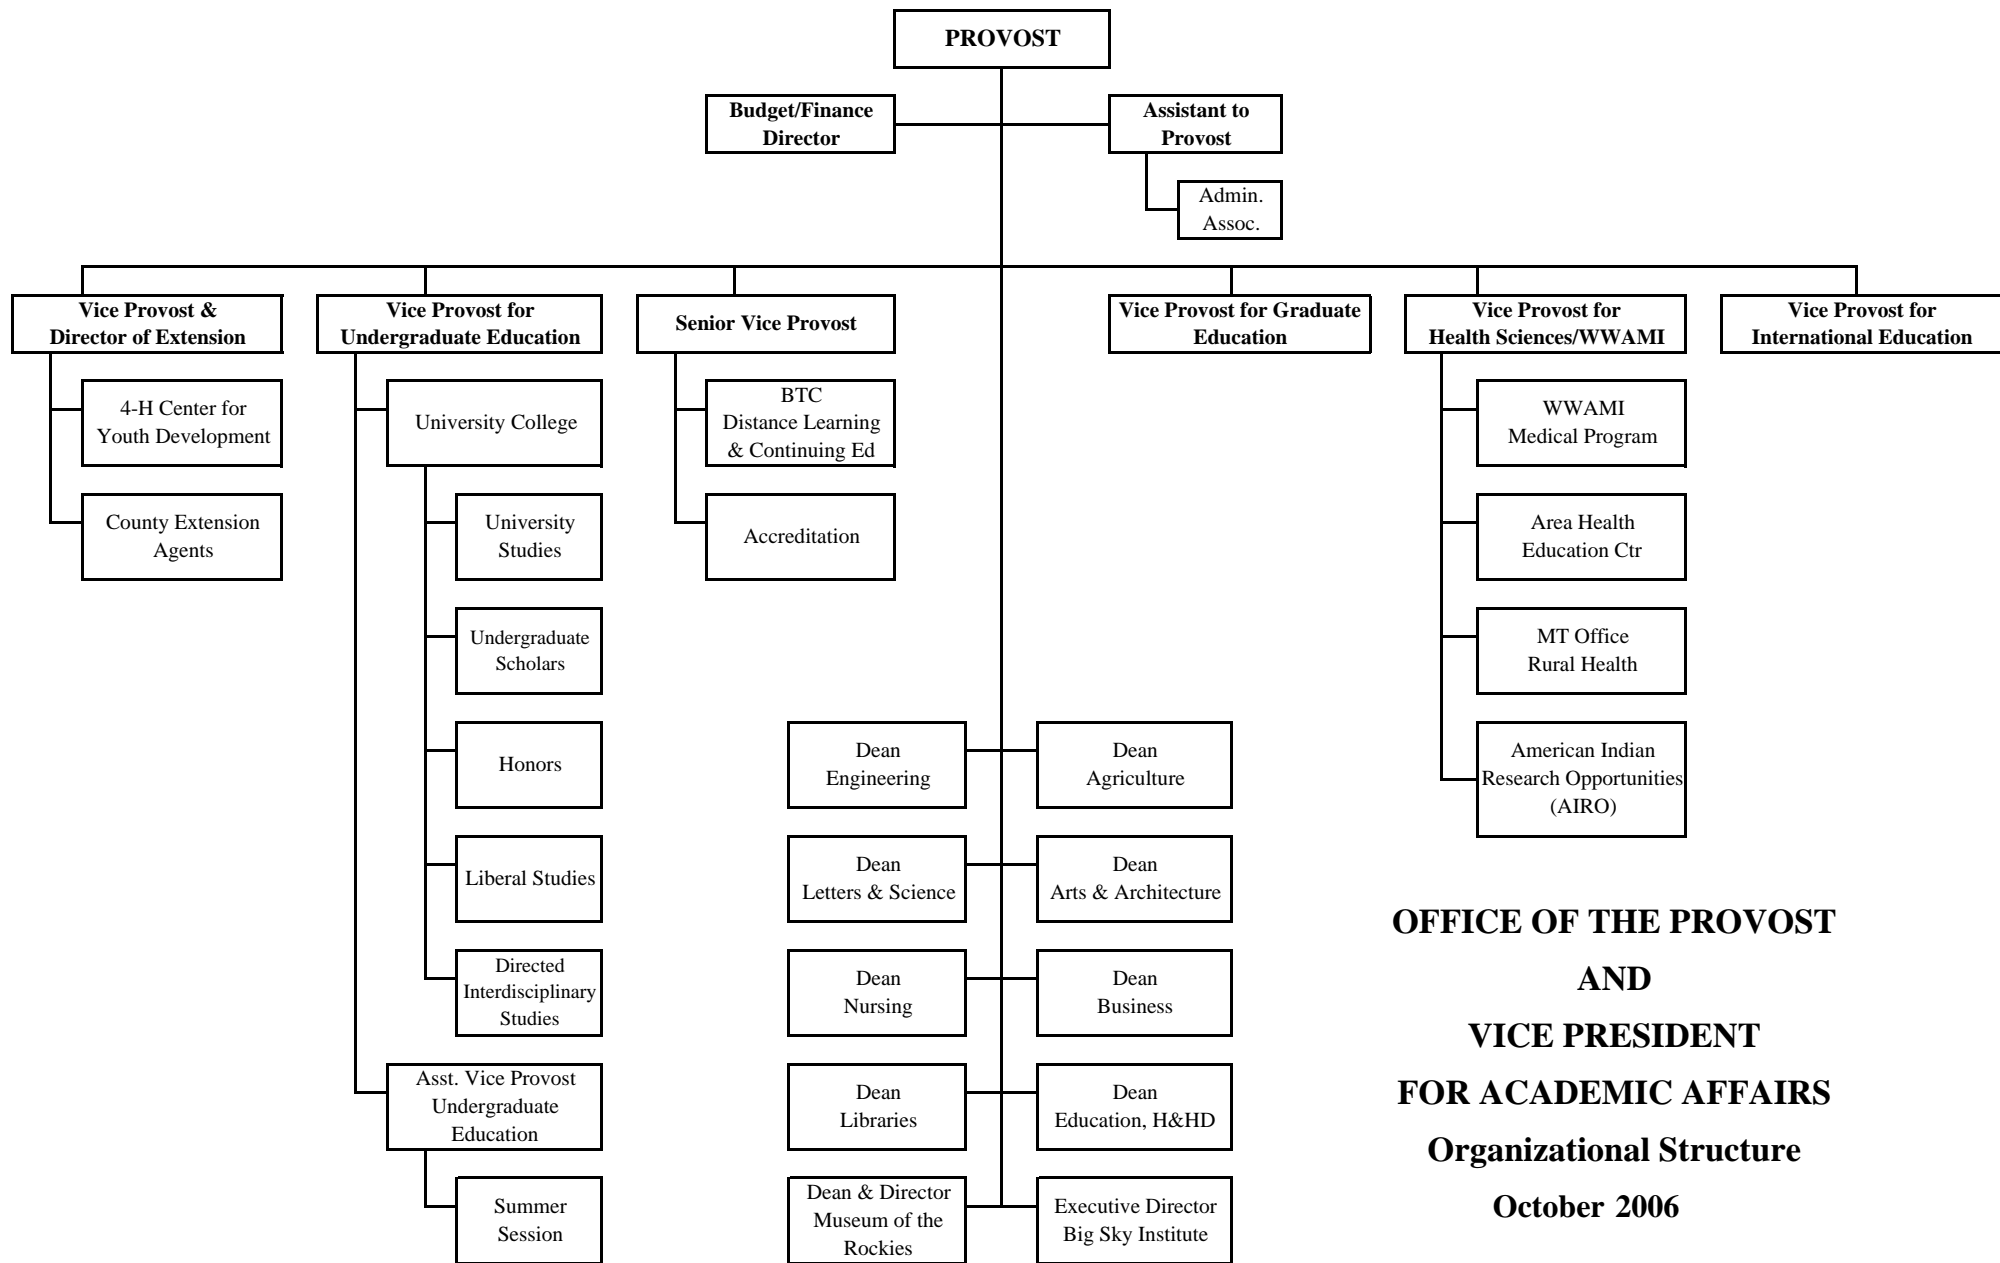 PROVOST
Budget/Finance
Director
Assistant to
Provost
Admin.
Assoc.
Vice Provost &
Director of Extension
Vice Provost for
Undergraduate Education
Senior Vice Provost
Vice Provost for Graduate
Education
Vice Provost for
Health Sciences/WWAMI
Vice Provost for
International Education
4-H Center for
Youth Development
County Extension
Agents
University College
University
Studies
Undergraduate
Scholars
Honors
Liberal Studies
Directed
Interdisciplinary
Studies
Asst. Vice Provost
Undergraduate
Education
Summer
Session
BTC
Distance Learning
& Continuing Ed
Accreditation
Dean
Engineering
Dean
Agriculture
Dean
Letters & Science
Dean
Arts & Architecture
Dean
Nursing
Dean
Business
Dean
Libraries
Dean
Education, H&HD
Dean & Director
Museum of the
Rockies
Executive Director
Big Sky Institute
WWAMI
Medical Program
Area Health
Education Ctr
MT Office
Rural Health
American Indian
Research Opportunities
(AIRO)
OFFICE OF THE PROVOST
AND
VICE PRESIDENT
FOR ACADEMIC AFFAIRS
Organizational Structure
October 2006